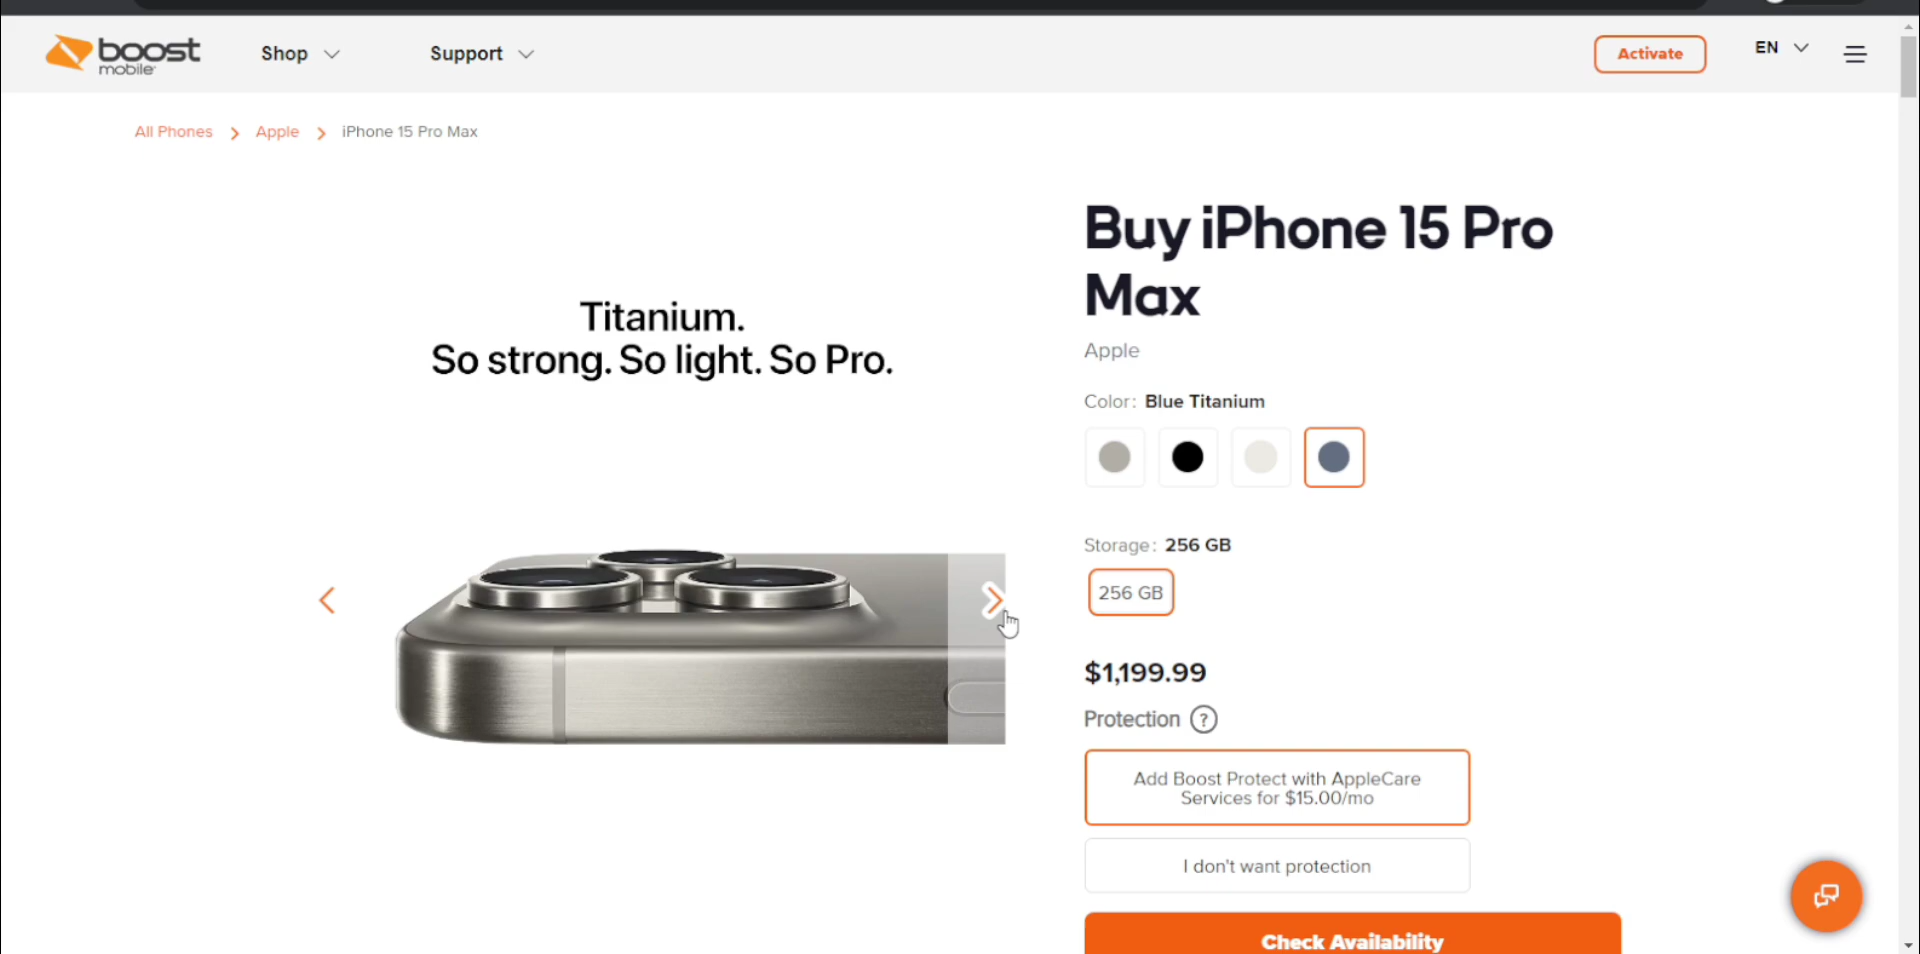 boost
mobile
Shop
Support
Activate
EN
All Phones
Apple
iPhone 15 Pro Max
Buy iPhone 15 Pro
Max
Apple
Titanium.
So strong. So light. So Pro.
Color: Blue Titanium
Storage: 256 GB
256 GB
$1,199.99
Protection ?
Add Boost Protect with AppleCare
Services for $15.00/mo
I don't want protection
Check Availability